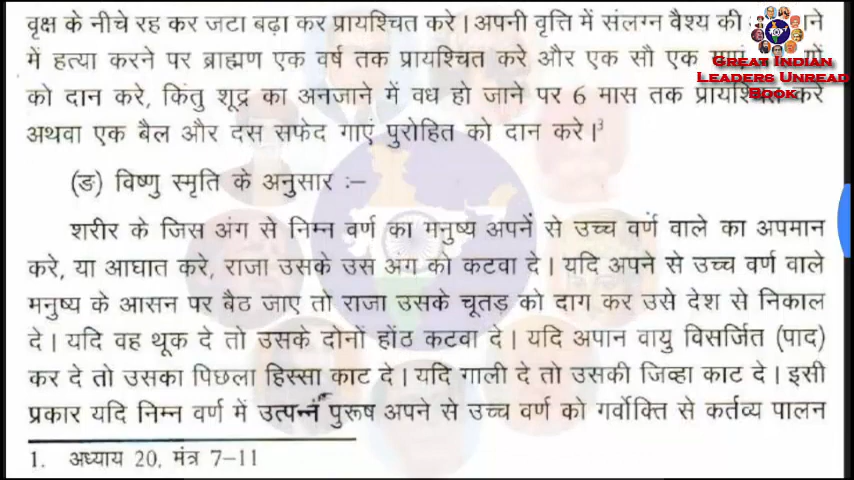 वृक्ष के नीचे रह कर जटा बढ़ा कर प्रायश्चित करे। अपनी वृत्ति में संलग्न वैश्य की
में हत्या करने पर ब्राह्मण एक वर्ष तक प्रायश्चित करे और एक सौ एक
को दान करे, किंतु शूद्र का अनजाने में वध हो जाने पर 6 मास तक प्रायश्चित करे
अथवा एक बैल और दस सफेद गाएं पुरोहित को दान करे।³
(ङ) विष्णु स्मृति के अनुसार :–
शरीर के जिस अंग से निम्न वर्ण का मनुष्य अपनें से उच्च वर्ण वाले का अपमान
करे, या आघात करे, राजा उसके उस अंग को कटवा दे। यदि अपने से उच्च वर्ण वाले
मनुष्य के आसन पर बैठ जाए तो राजा उसके चूतड़ को दाग कर उसे देश से निकाल
दे। यदि वह थूक दे तो उसके दोनों होंठ कटवा दे। यदि अपान वायु विसर्जित (पाद)
कर दे तो उसका पिछला हिस्सा काट दे। यदि गाली दे तो उसकी जिव्हा काट दे। इसी
प्रकार यदि निम्न वर्ण में उत्पन्न पुरूष अपने से उच्च वर्ण को गर्वोक्ति से कर्तव्य पालन
1. अध्याय 20, मंत्र 7–11
Great Indian
Leaders Unread
Book